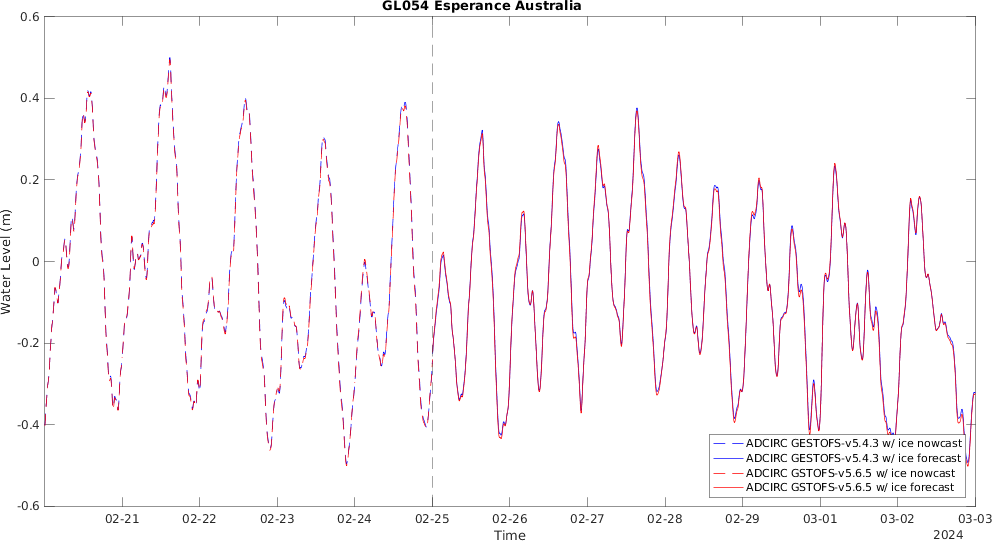 GL054 Esperance Australia
Water Level (m)
0.6
0.4
0.2
0
-0.2
-0.4
-0.6
ADCIRC GESTOFS-v5.4.3 w/ ice nowcast
ADCIRC GESTOFS-v5.4.3 w/ ice forecast
ADCIRC GSTOFS-v5.6.5 w/ ice nowcast
ADCIRC GSTOFS-v5.6.5 w/ ice forecast
02-21 02-22 02-23 02-24 02-25 02-26 02-27 02-28 02-29 03-01 03-02 03-03
Time
2024